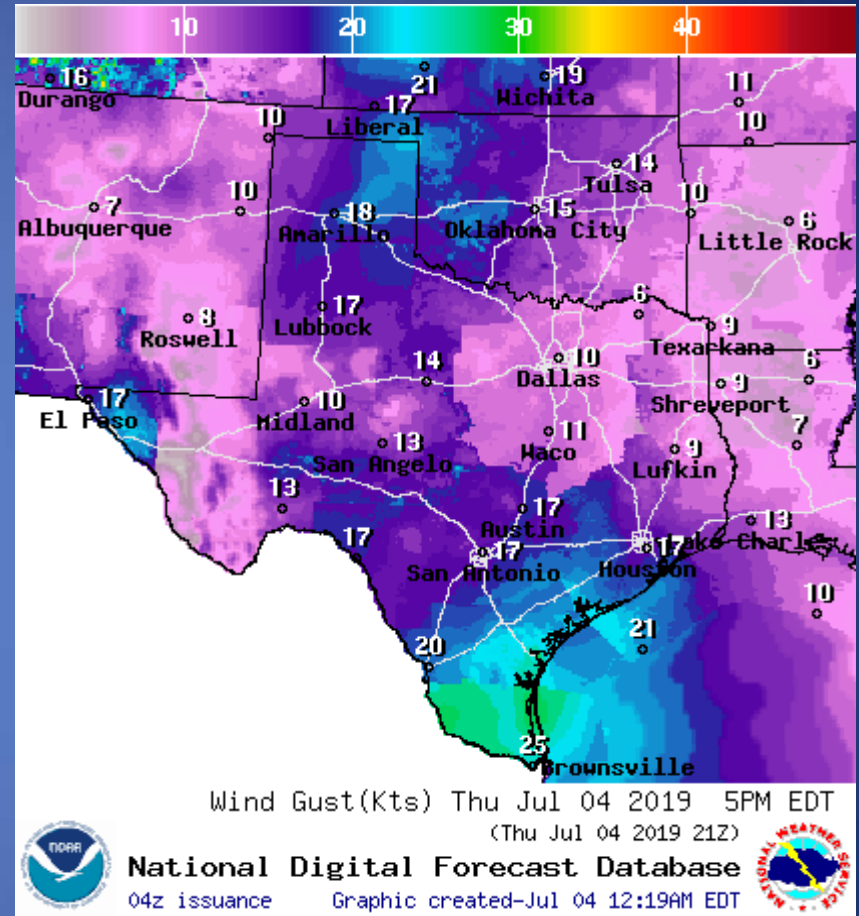 10 20 30 40
16 21 19 11
Durango 17 Wichita
10 Liberal 10
14
Tulsa
7 10 18 15 10 6
Albuquerque Amarillo Oklahoma City Little Rock
8 17 6
Roswell Lubbock 9
Texarkana
14 10 6
Dallas 9
17 10 Shreveport
El Paso Midland 11 7
13 Waco 9
San Angelo Lufkin
13 17 13
Austin
17 17 17 Lake Charles
San Antonio Houston
10
20 21
25
Brownsville
Wind Gust(Kts) Thu Jul 04 2019 5PM EDT
(Thu Jul 04 2019 21Z)
National Digital Forecast Database
04z issuance Graphic created-Jul 04 12:19AM EDT
NOAA
NATIONAL WEATHER SERVICE